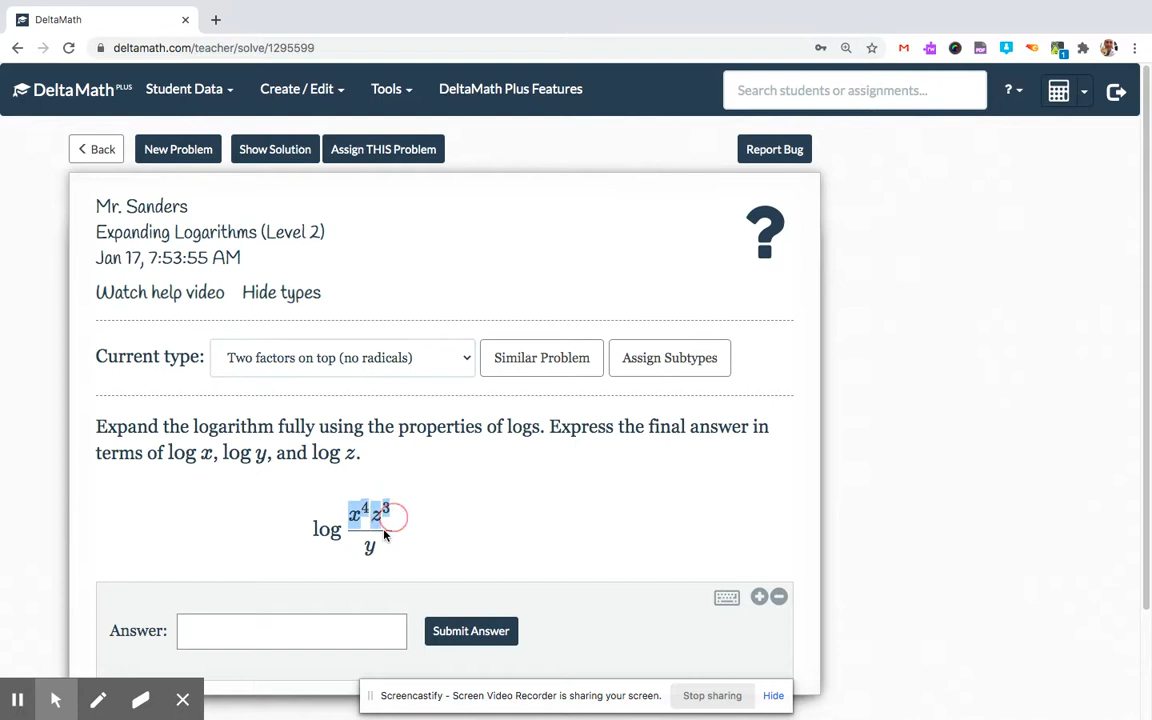 DeltaMath
deltamath.com/teacher/solve/1295599
DeltaMath PLUS Student Data Create / Edit Tools DeltaMath Plus Features Search students or assignments... ?
Back New Problem Show Solution Assign THIS Problem Report Bug
Mr. Sanders
Expanding Logarithms (Level 2)
Jan 17, 7:53:55 AM
Watch help video Hide types
?
Current type: Two factors on top (no radicals) Similar Problem Assign Subtypes
Expand the logarithm fully using the properties of logs. Express the final answer in
terms of log x, log y, and log z.
log x⁴z³/y
Answer: Submit Answer
Screencastify - Screen Video Recorder is sharing your screen. Stop sharing Hide